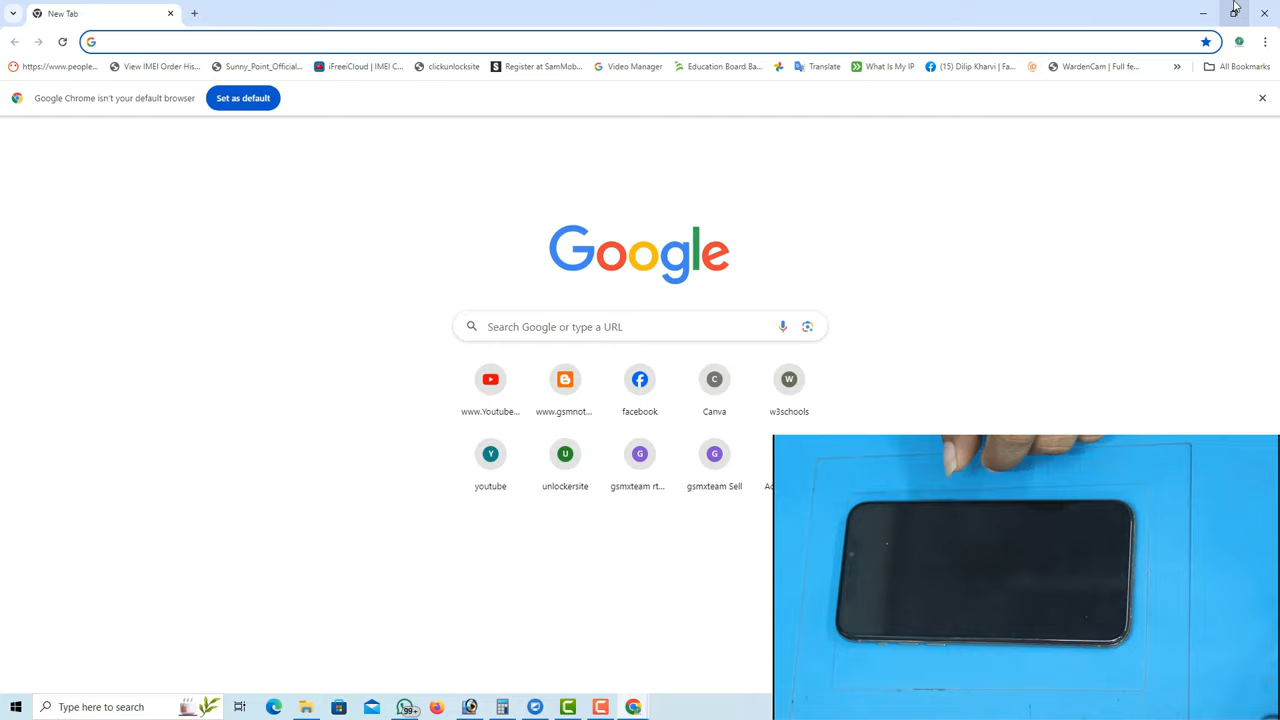 New Tab
https://www.people...
View IMEI Order His...
Sunny_Point_Official...
iFreeiCloud | IMEI C...
clickunlocksite
Register at SamMob...
Video Manager
Education Board Ba...
Translate
What Is My IP
(15) Dilip Kharvi | Fa...
WardenCam | Full fe...
All Bookmarks
Google Chrome isn't your default browser
Set as default
Google
Search Google or type a URL
www.Youtube...
www.gsmnot...
facebook
C
Canva
W
w3schools
Y
youtube
U
unlockersite
G
gsmxteam rt...
G
gsmxteam Sell
Type here to search
99+